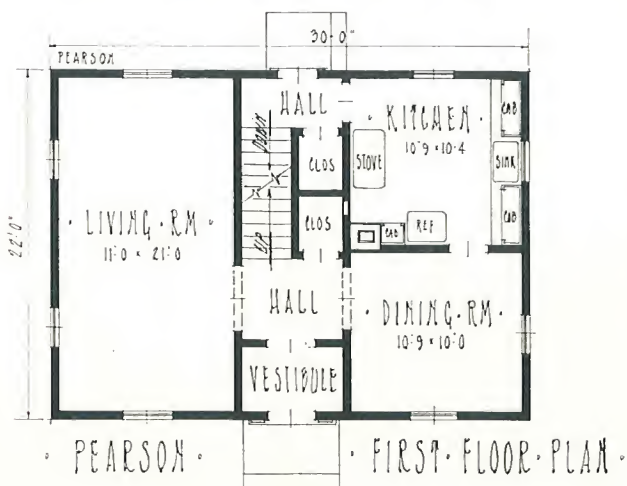 30'-0"
PEARSON
HALL
· KITCHEN ·
10'-9 x 10'-4
CAB
DOWN
CLOS
STOVE
SINK
22'-0"
· LIVING · RM ·
11'-0 x 21'-0
UP
CLOS
CAB
REF
CAB
HALL
· DINING · RM ·
10'-9 x 10'-0
VESTIBULE
· PEARSON ·
· FIRST · FLOOR · PLAN ·